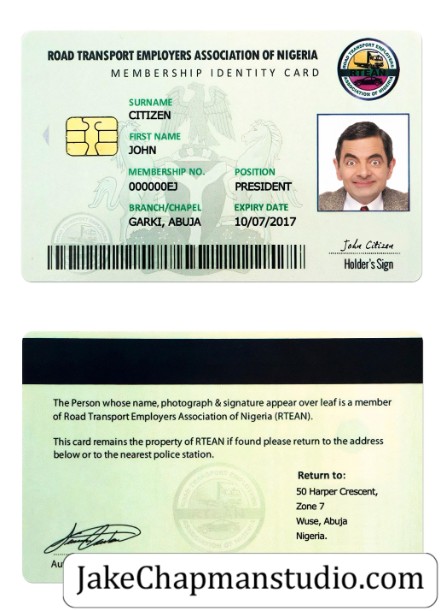 ROAD TRANSPORT EMPLOYERS ASSOCIATION OF NIGERIA
MEMBERSHIP IDENTITY CARD
ROAD TRANSPORT EMPLOYERS
RTEAN
ASSOCIATION OF NIGERIA
SURNAME
CITIZEN
FIRST NAME
JOHN
MEMBERSHIP NO. POSITION
000000EJ PRESIDENT
BRANCH/CHAPEL EXPIRY DATE
GARKI, ABUJA 10/07/2017
John Citizen
Holder's Sign
The Person whose name, photograph & signature appear over leaf is a member
of Road Transport Employers Association of Nigeria (RTEAN).
This card remains the property of RTEAN if found please return to the address
below or to the nearest police station.
Return to:
50 Harper Crescent,
Zone 7
Wuse, Abuja
Nigeria.
Au
JakeChapmanstudio.com